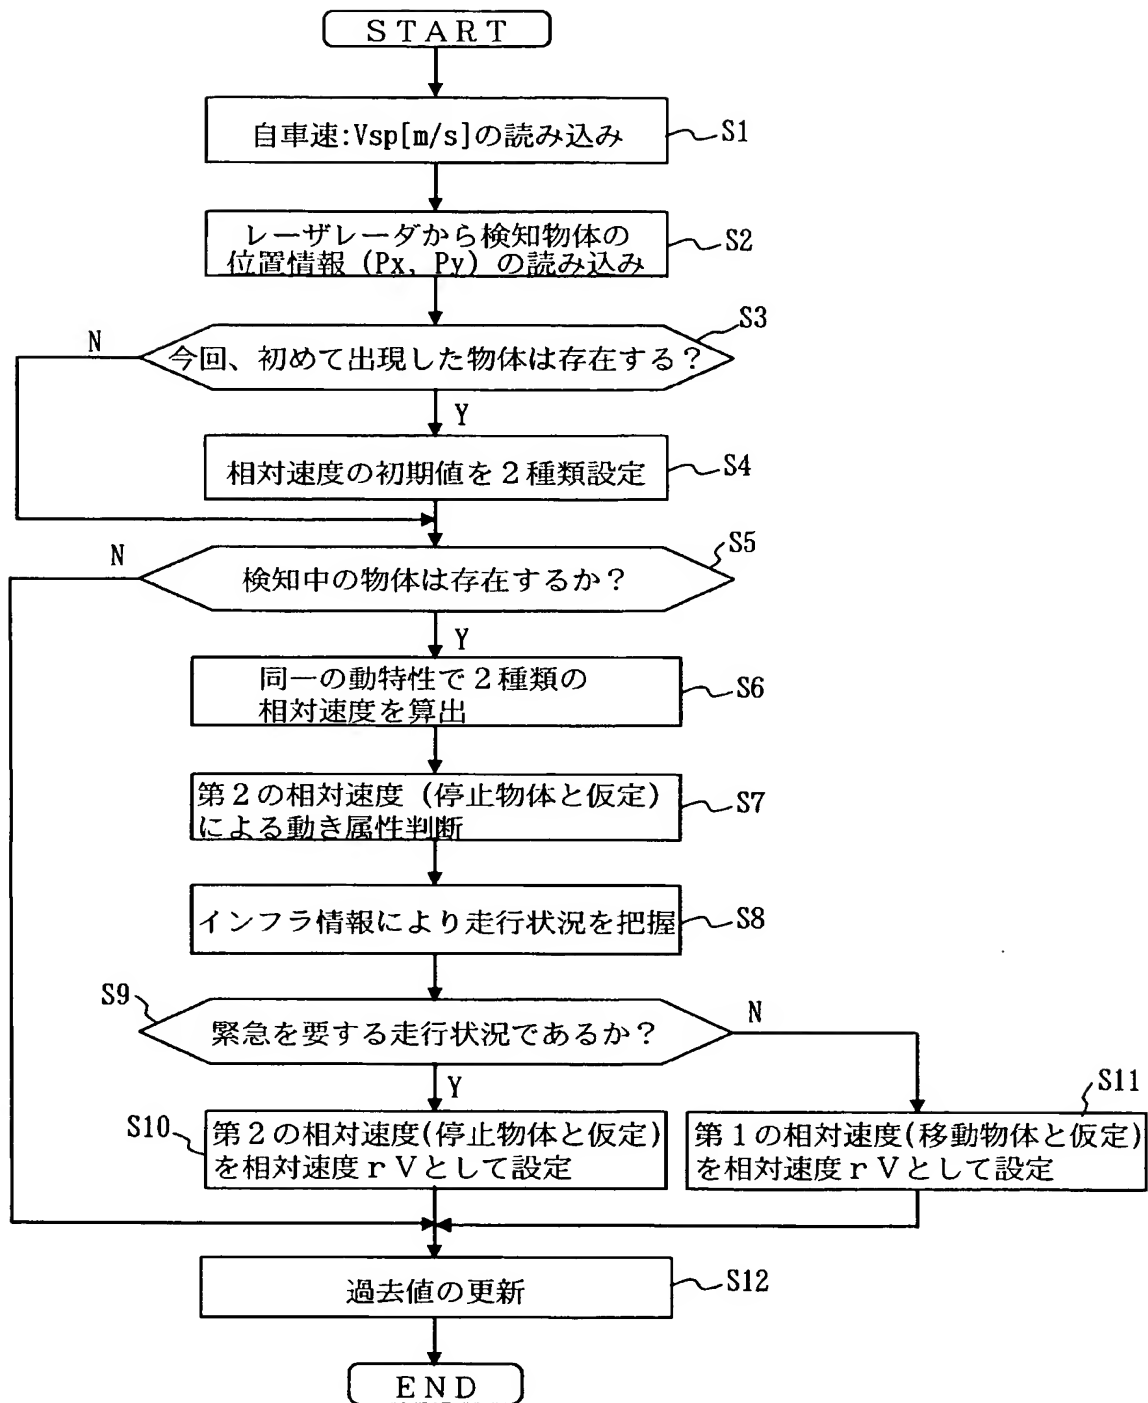 START
自車速:Vsp[m/s]の読み込み
S1
レーザレーダから検知物体の
位置情報 (Px, Py) の読み込み
S2
S3
N
今回、初めて出現した物体は存在する？
Y
相対速度の初期値を２種類設定
S4
N
S5
検知中の物体は存在するか？
Y
同一の動特性で２種類の
相対速度を算出
S6
第２の相対速度 (停止物体と仮定)
による動き属性判断
S7
インフラ情報により走行状況を把握
S8
S9
緊急を要する走行状況であるか？
N
Y
S10
第２の相対速度(停止物体と仮定)
を相対速度ｒＶとして設定
S11
第１の相対速度(移動物体と仮定)
を相対速度ｒＶとして設定
過去値の更新
S12
END